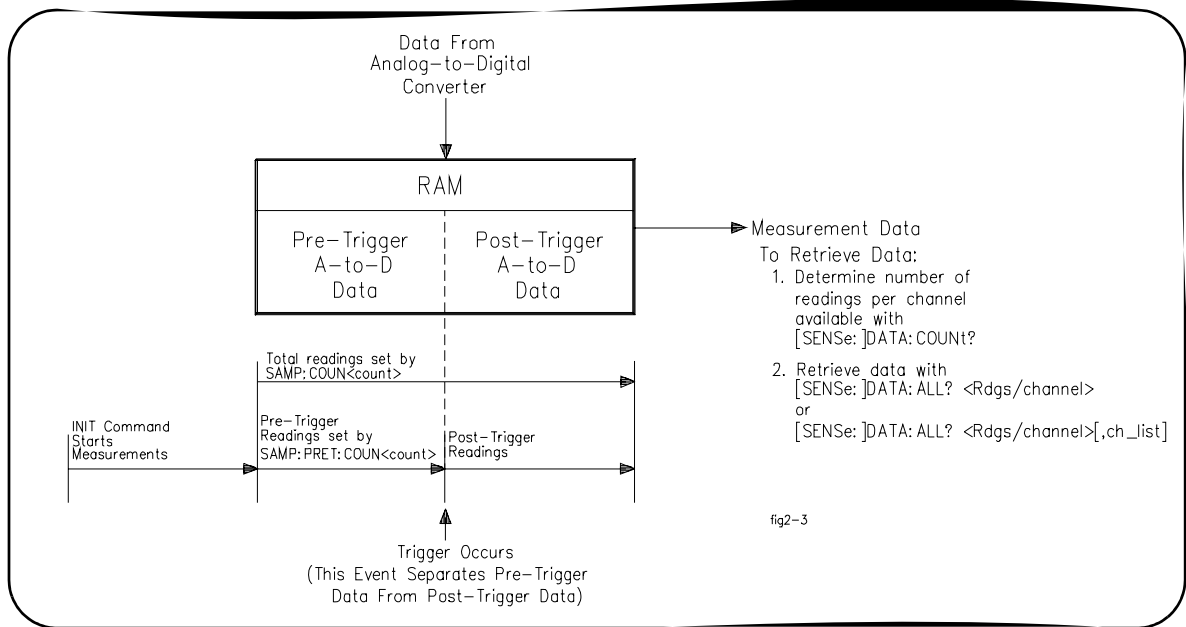 Data From
Analog-to-Digital
Converter
RAM
Pre-Trigger
A-to-D
Data
Post-Trigger
A-to-D
Data
Measurement Data
To Retrieve Data:
1. Determine number of
readings per channel
available with
[SENSe:]DATA:COUNt?
2. Retrieve data with
[SENSe:]DATA:ALL? <Rdgs/channel>
or
[SENSe:]DATA:ALL? <Rdgs/channel>[,ch_list]
Total readings set by
SAMP:COUN<count>
INIT Command
Starts
Measurements
Pre-Trigger
Readings set by
SAMP:PRET:COUN<count>
Post-Trigger
Readings
fig2-3
Trigger Occurs
(This Event Separates Pre-Trigger
Data From Post-Trigger Data)